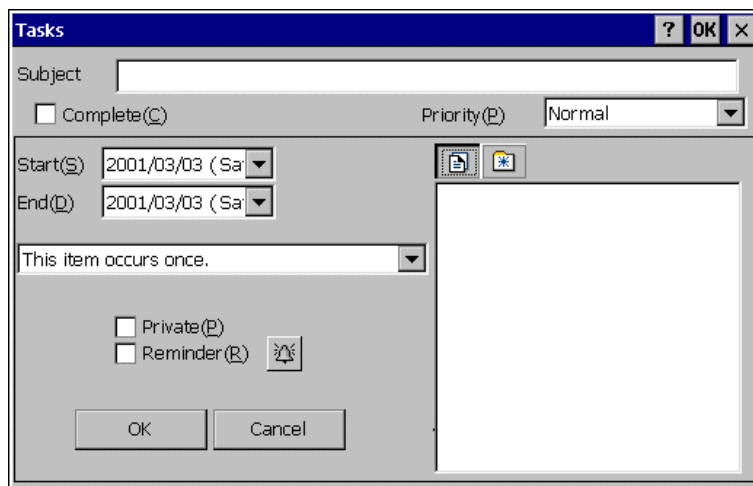 Tasks ? OK ×
Subject
Complete(C) Priority(P) Normal
Start(S) 2001/03/03 ( Sa
End(D) 2001/03/03 ( Sa
This item occurs once.
Private(P)
Reminder(R)
OK Cancel